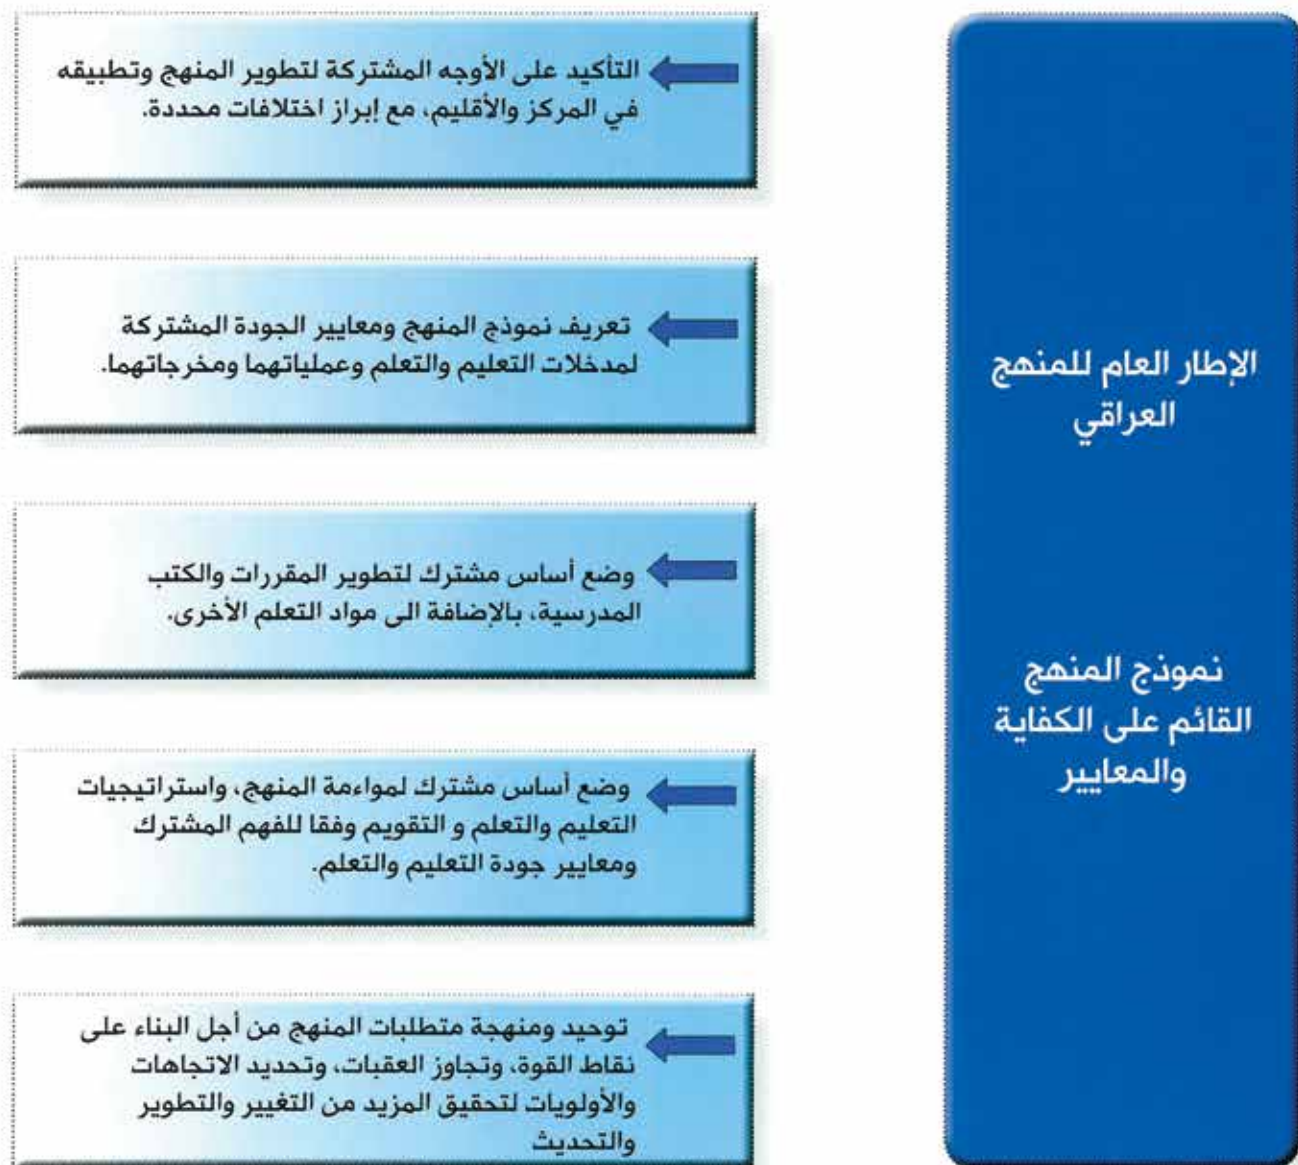 الإطار العام للمنهج
العراقي
نموذج المنهج
القائم على الكفاية
والمعايير
التأكيد على الأوجه المشتركة لتطوير المنهج وتطبيقه
في المركز والأقليم، مع إبراز اختلافات محددة.
تعريف نموذج المنهج ومعايير الجودة المشتركة
لمدخلات التعليم والتعلم وعملياتهما ومخرجاتهما.
وضع أساس مشترك لتطوير المقررات والكتب
المدرسية، بالإضافة الى مواد التعلم الأخرى.
وضع أساس مشترك لمواءمة المنهج، واستراتيجيات
التعليم والتعلم و التقويم وفقا للفهم المشترك
ومعايير جودة التعليم والتعلم.
توحيد ومنهجة متطلبات المنهج من أجل البناء على
نقاط القوة، وتجاوز العقبات، وتحديد الاتجاهات
والأولويات لتحقيق المزيد من التغيير والتطوير
والتحديث